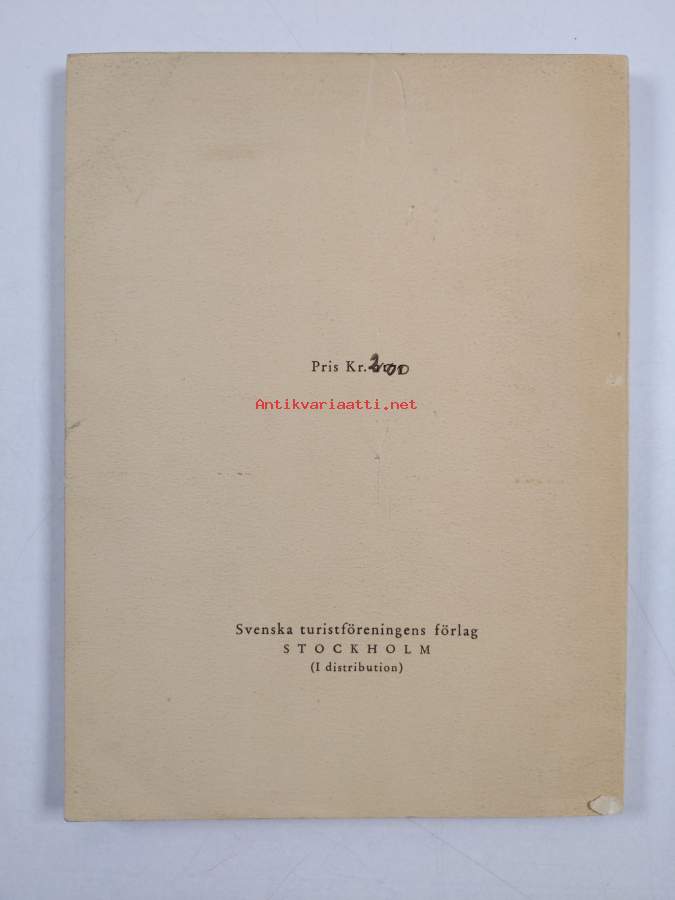 Pris Kr. 2,00
Antikvariaatti.net
Svenska turistföreningens förlag
STOCKHOLM
(I distribution)